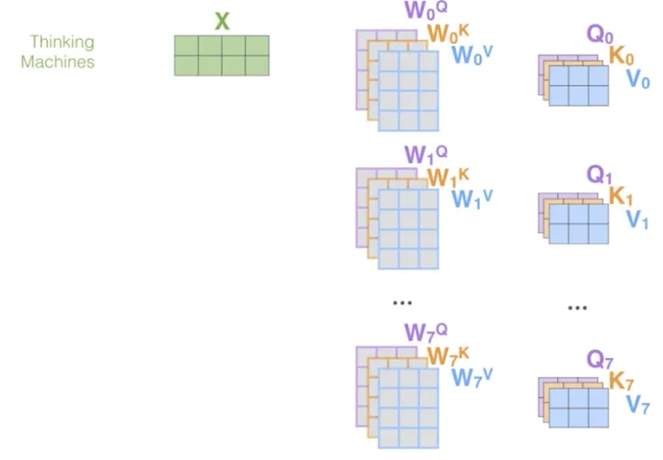 X
Thinking
Machines
W₀Q
W₀K
W₀V
Q₀
K₀
V₀
W₁Q
W₁K
W₁V
Q₁
K₁
V₁
...
...
W₇Q
W₇K
W₇V
Q₇
K₇
V₇